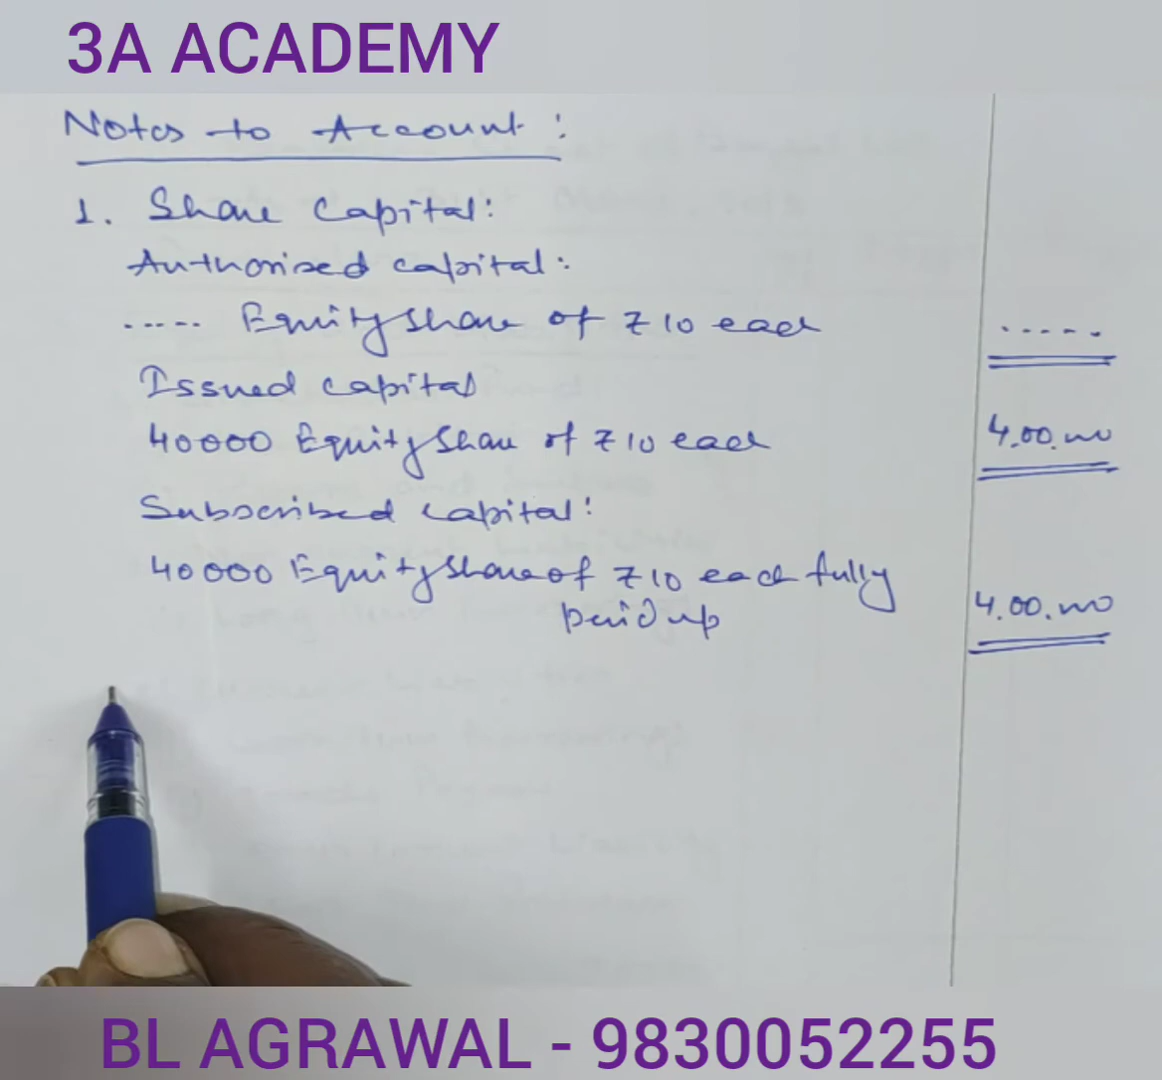 3A ACADEMY
Notes to Account :
1. Share Capital:
Authorised capital:
..... Equity share of ₹10 each .....
Issued capital
40000 Equity Share of ₹10 each 4,00,000
Subscribed capital:
40000 Equity Share of ₹10 each fully
paid up 4,00,000
BL AGRAWAL - 9830052255